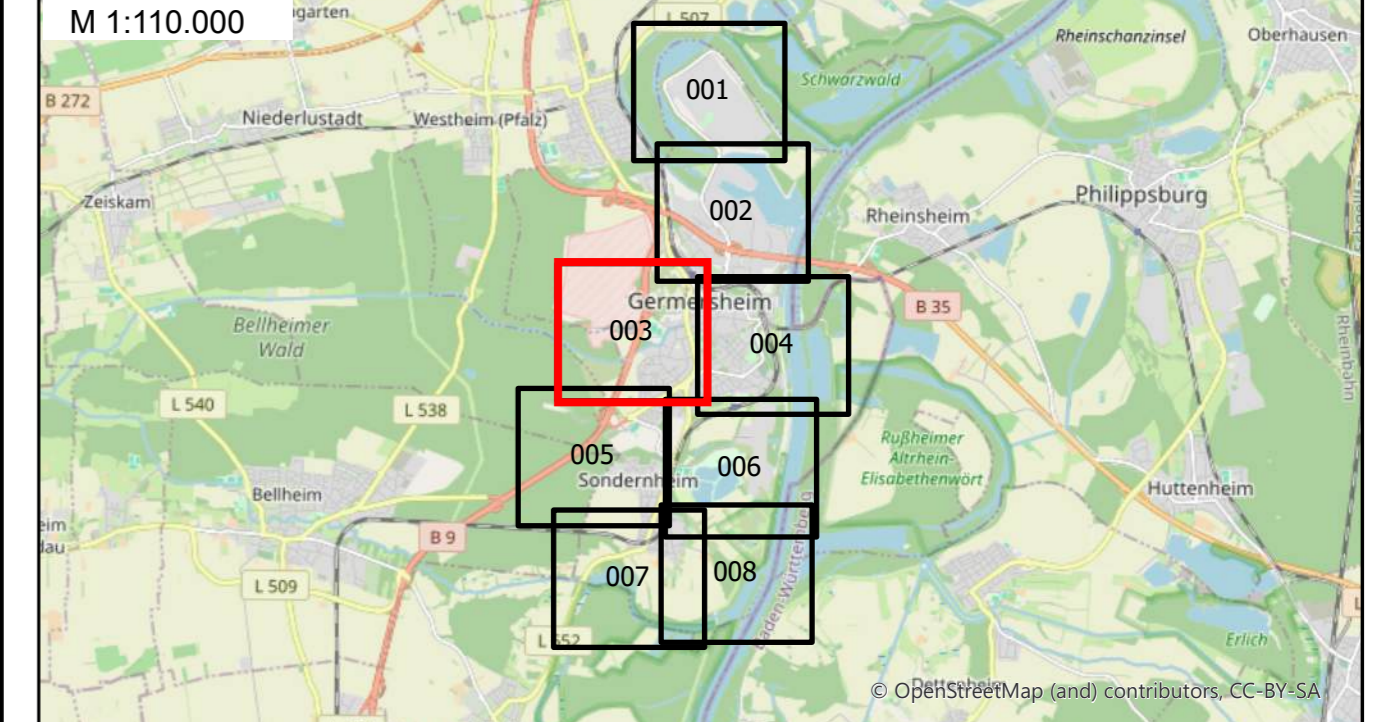 M 1:110.000
ngarten
L 507
Rheinschanzinsel
Oberhausen
001
Schwarzwald
B 272
Niederlustadt
Westheim (Pfalz)
Zeiskam
002
Rheinsheim
Philippsburg
Germersheim
B 35
003
004
Bellheimer
Wald
Rheinbahn
L 540
L 538
005
006
Rußheimer
Altrhein-
Elisabethenwört
Sondernheim
Bellheim
Huttenheim
B 9
Baden-Württemberg
007
008
L 509
L 552
Erlich
Dettenheim
© OpenStreetMap (and) contributors, CC-BY-SA